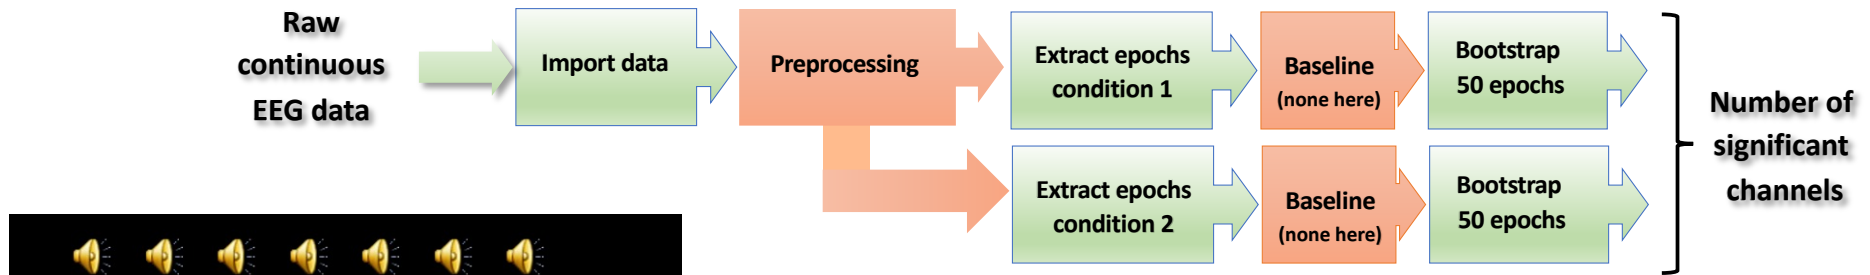 Raw
continuous
EEG data
Import data
Preprocessing
Extract epochs
condition 1
Baseline
(none here)
Bootstrap
50 epochs
Extract epochs
condition 2
Baseline
(none here)
Bootstrap
50 epochs
Number of
significant
channels